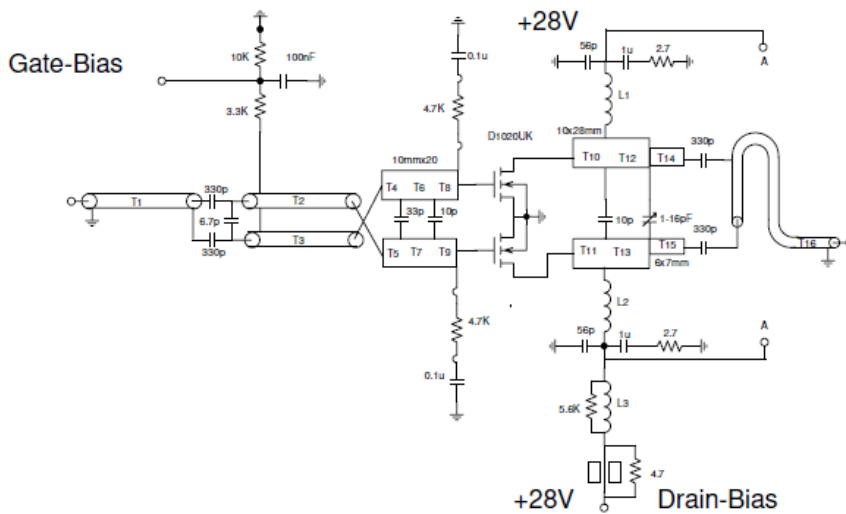 +28V
56p
1u
2.7
A
0.1u
10K
100nF
Gate-Bias
3.3K
4.7K
L1
D1020UK
10x28mm
330p
10mmx20
T10
T12
T14
T4
T6
T8
330p
T1
T2
6.7p
33p
10p
10p
1-16pF
T3
330p
T5
T7
T9
T11
T13
T15
330p
T16
6x7mm
L2
4.7K
56p
1u
2.7
A
0.1u
5.6K
L3
4.7
+28V
Drain-Bias